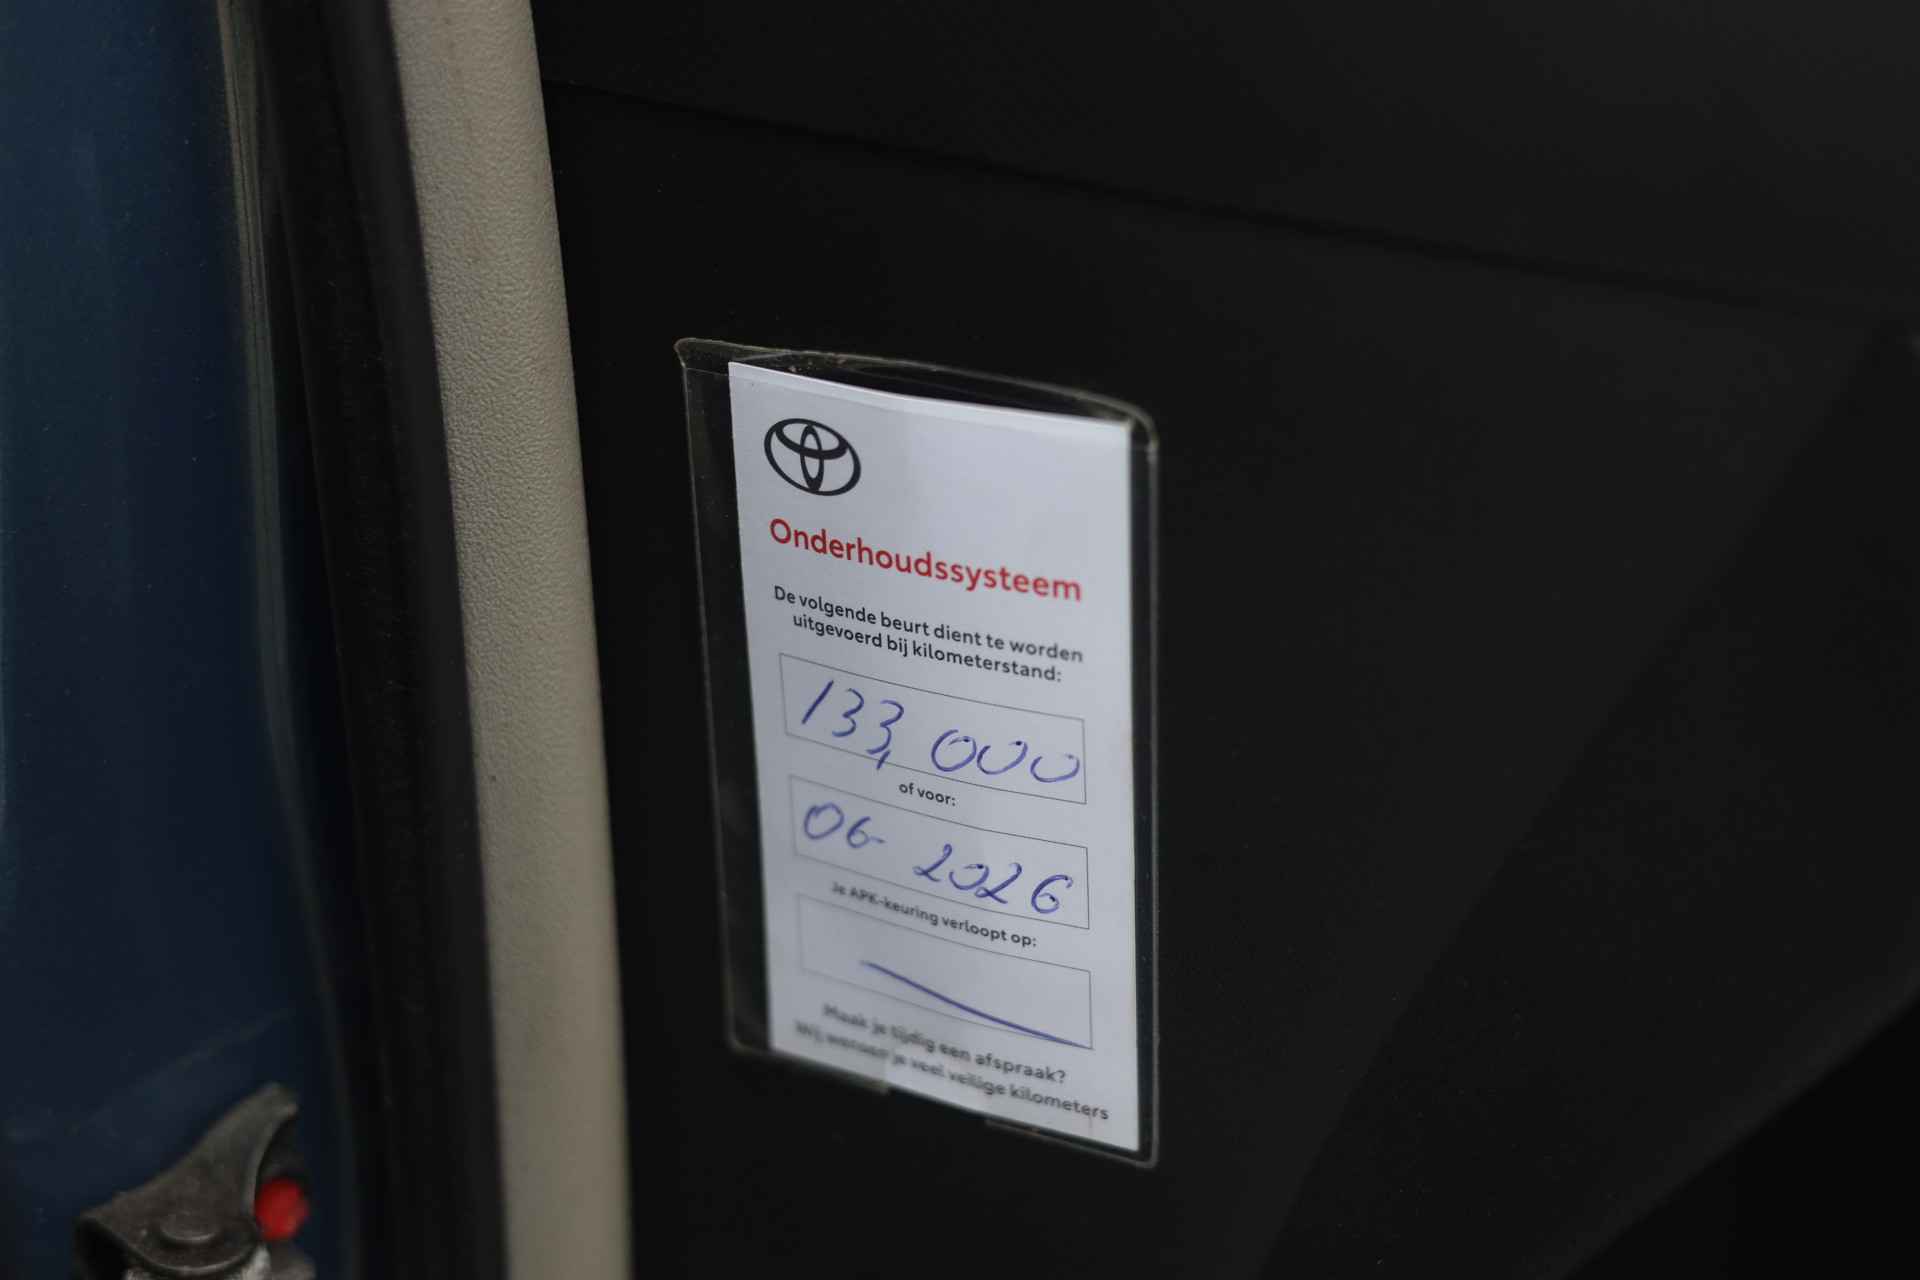 Onderhoudssysteem
De volgende beurt dient te worden
uitgevoerd bij kilometerstand:
133,000
of voor:
06-2026
Je APK-keuring verloopt op:
Maak je tijdig een afspraak?
Wij wensen je veel veilige kilometers